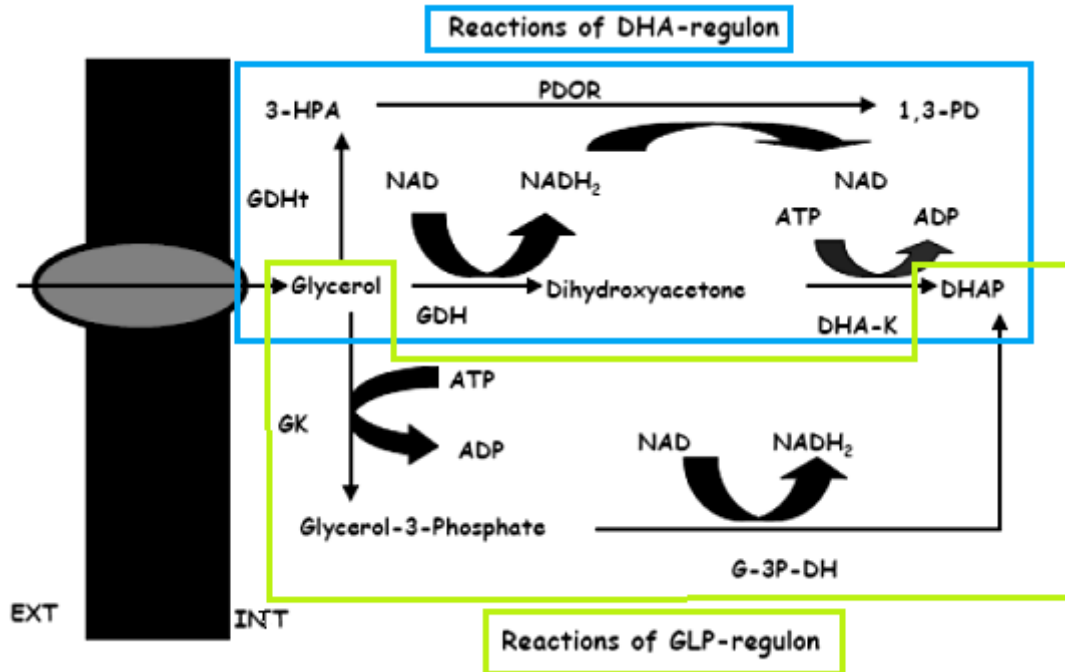 Reactions of DHA-regulon
PDOR
3-HPA
1,3-PD
NAD
NADH₂
NAD
GDHt
ATP
ADP
Glycerol
Dihydroxyacetone
DHAP
GDH
DHA-K
ATP
GK
ADP
NAD
NADH₂
Glycerol-3-Phosphate
G-3P-DH
EXT
INT
Reactions of GLP-regulon